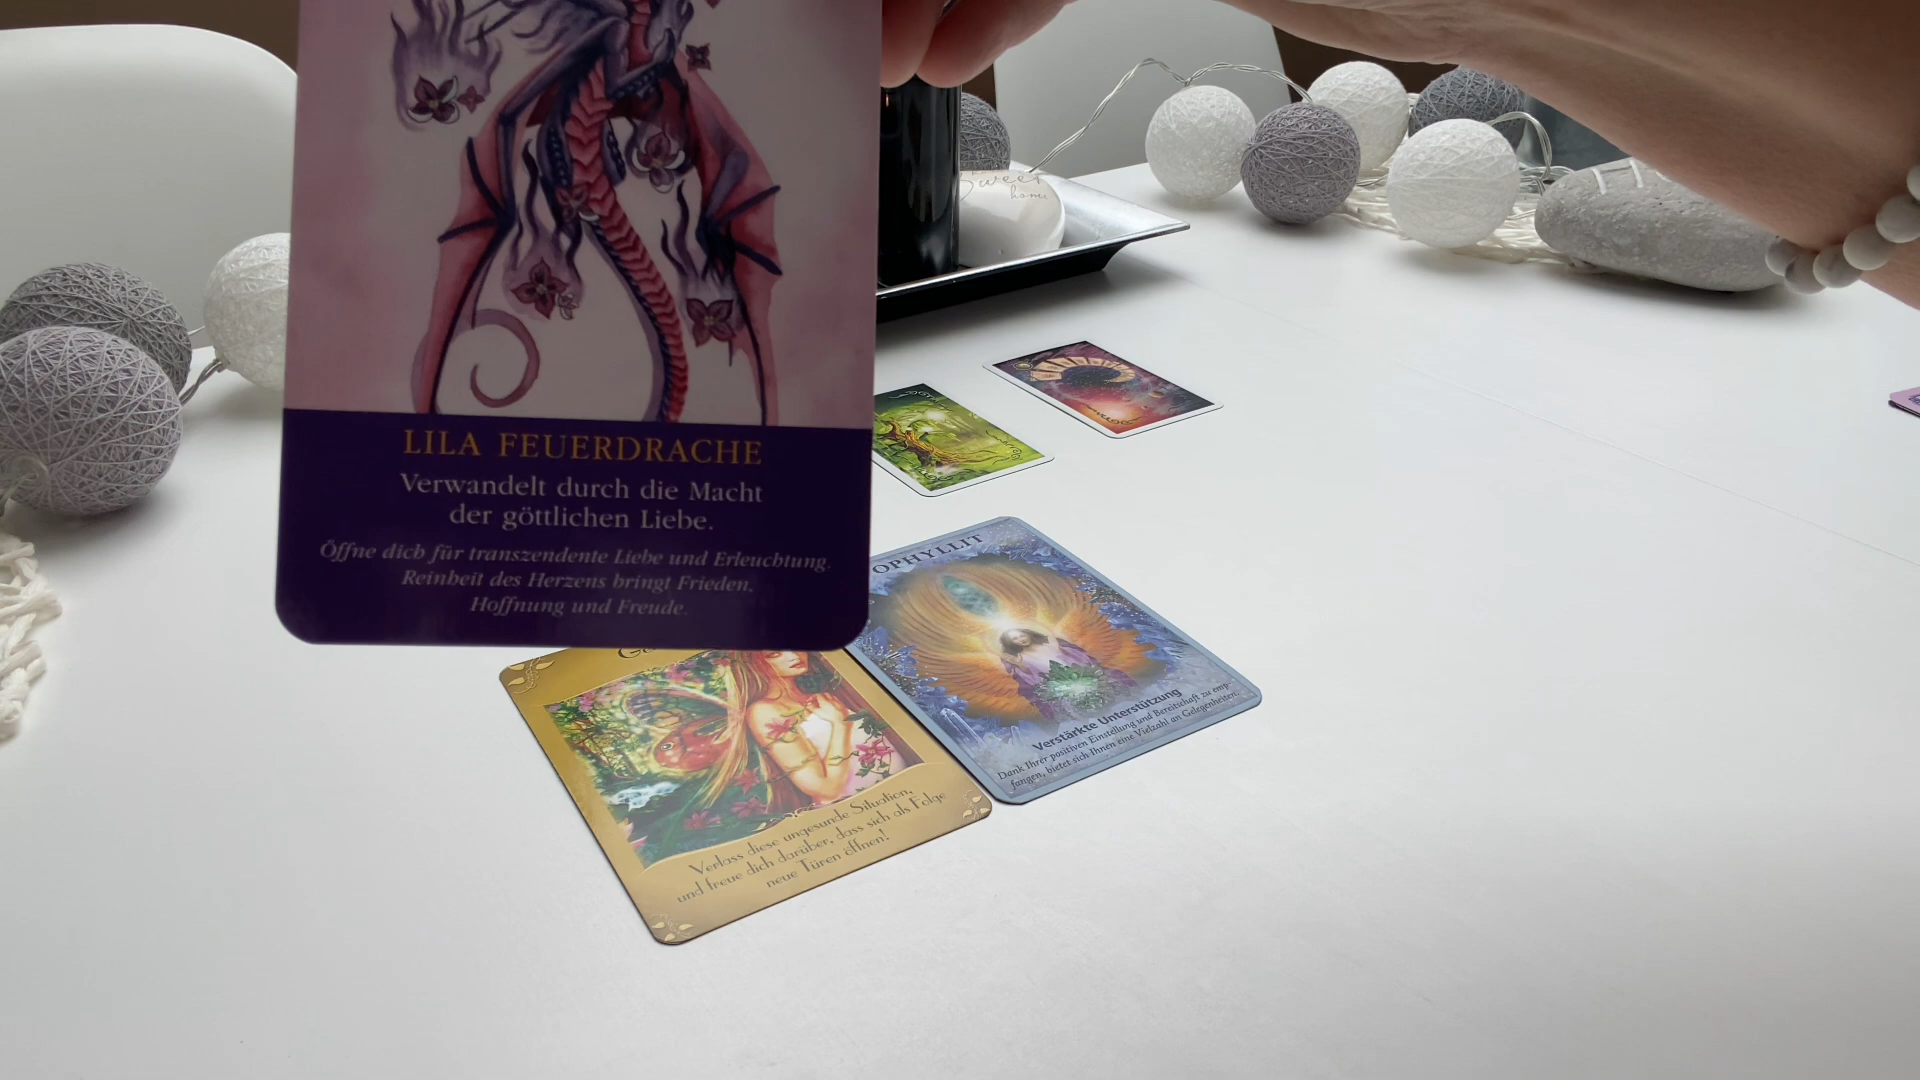 LILA FEUERDRACHE
Verwandelt durch die Macht
der göttlichen Liebe.
Öffne dich für transzendente Liebe und Erleuchtung.
Reinheit des Herzens bringt Frieden,
Hoffnung und Freude.
Sweet
home
OPHYLLIT
Verstärkte Unterstützung
Dank Ihrer positiven Einstellung und Bereitschaft zu emp-
fangen, bietet sich Ihnen eine Vielzahl an Gelegenheiten.
Verlass diese ungesunde Situation,
und freue dich darüber, dass sich als Folge
neue Türen öffnen!